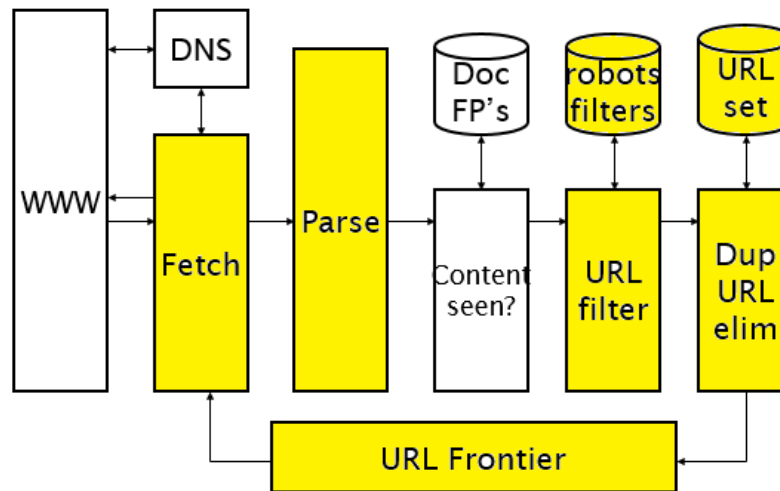 DNS
WWW
Fetch
Parse
Doc
FP's
Content
seen?
robots
filters
URL
filter
URL
set
Dup
URL
elim
URL Frontier